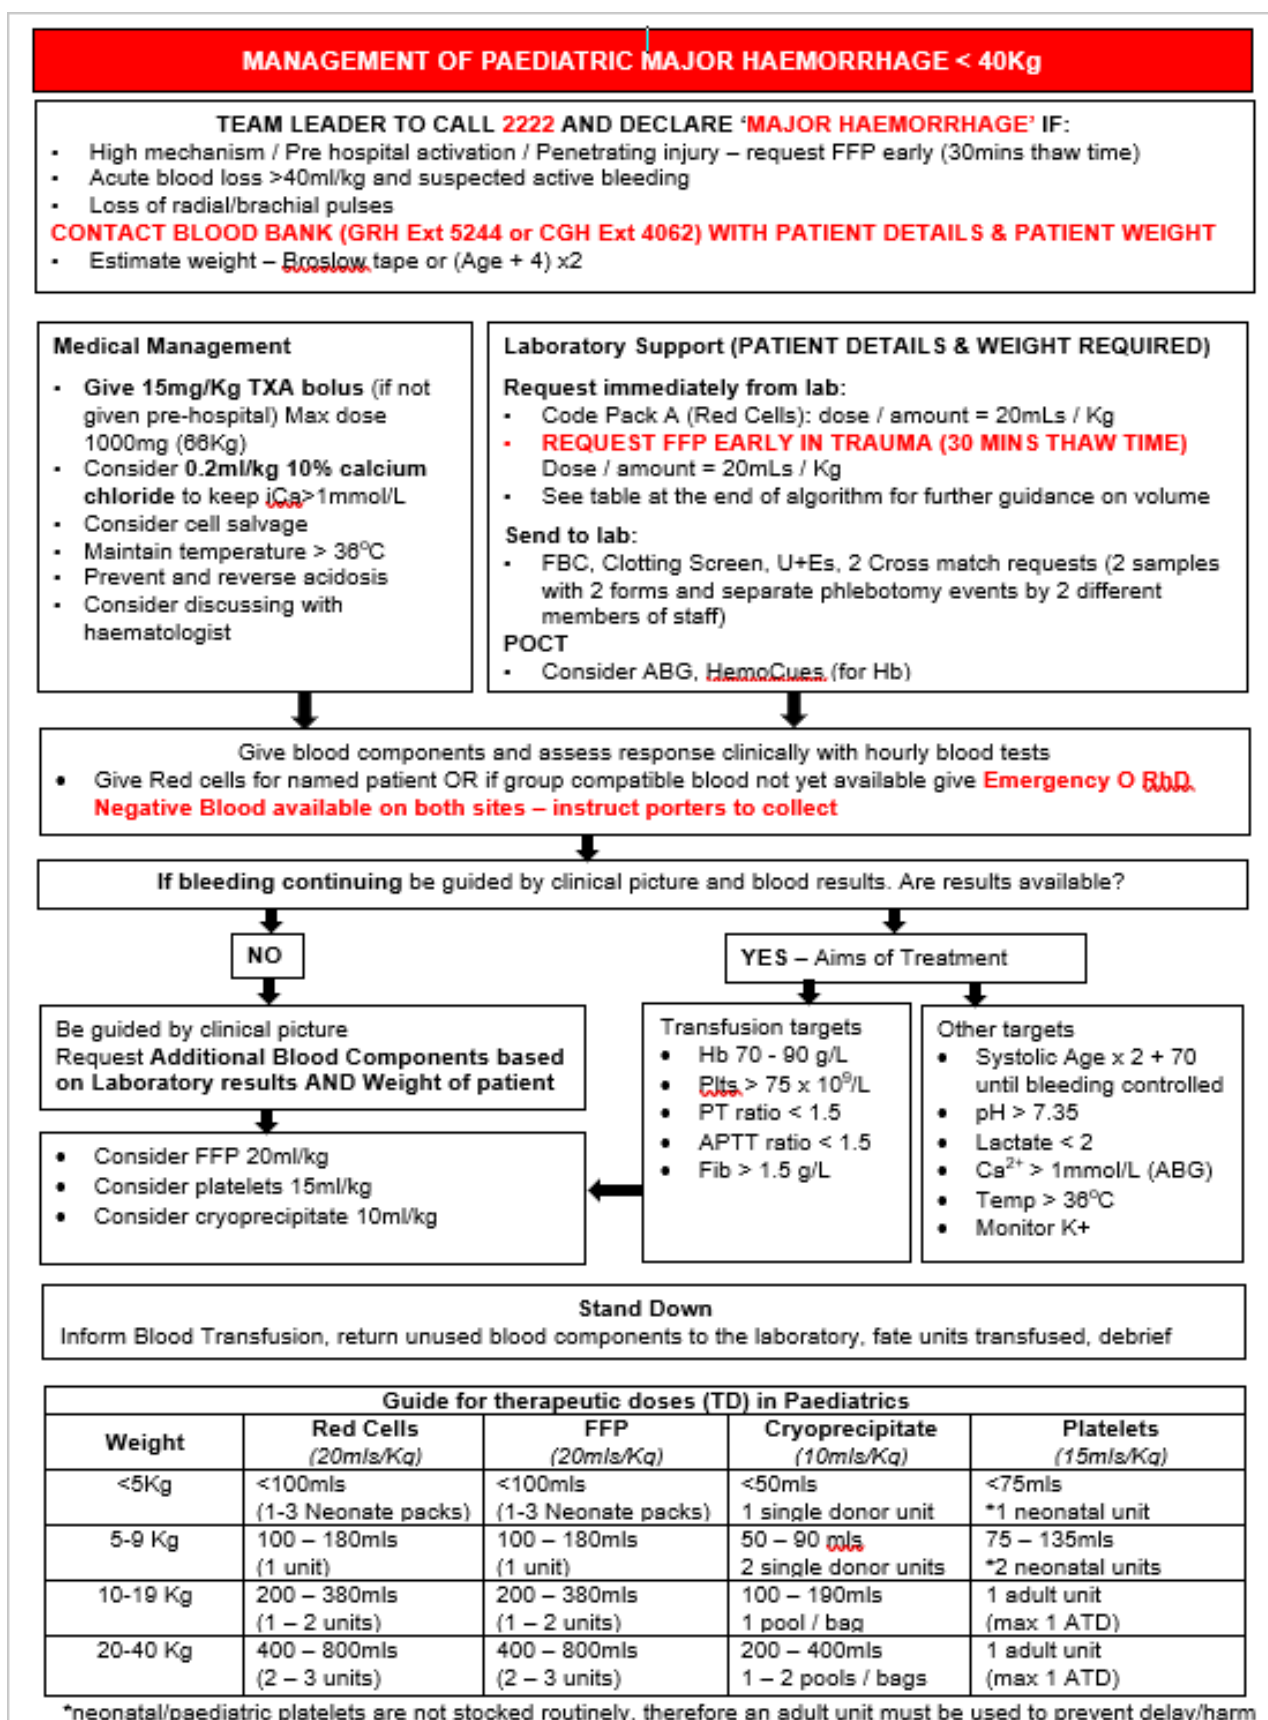 MANAGEMENT OF PAEDIATRIC MAJOR HAEMORRHAGE < 40Kg
TEAM LEADER TO CALL 2222 AND DECLARE ‘MAJOR HAEMORRHAGE’ IF:
▪ High mechanism / Pre hospital activation / Penetrating injury – request FFP early (30mins thaw time)
▪ Acute blood loss >40ml/kg and suspected active bleeding
▪ Loss of radial/brachial pulses
CONTACT BLOOD BANK (GRH Ext 5244 or CGH Ext 4062) WITH PATIENT DETAILS & PATIENT WEIGHT
▪ Estimate weight – Broslow tape or (Age + 4) x2
Medical Management
▪ Give 15mg/Kg TXA bolus (if not
given pre-hospital) Max dose
1000mg (66Kg)
▪ Consider 0.2ml/kg 10% calcium
chloride to keep iCa>1mmol/L
▪ Consider cell salvage
▪ Maintain temperature > 36°C
▪ Prevent and reverse acidosis
▪ Consider discussing with
haematologist
Laboratory Support (PATIENT DETAILS & WEIGHT REQUIRED)
Request immediately from lab:
▪ Code Pack A (Red Cells): dose / amount = 20mLs / Kg
▪ REQUEST FFP EARLY IN TRAUMA (30 MINS THAW TIME)
Dose / amount = 20mLs / Kg
▪ See table at the end of algorithm for further guidance on volume
Send to lab:
▪ FBC, Clotting Screen, U+Es, 2 Cross match requests (2 samples
with 2 forms and separate phlebotomy events by 2 different
members of staff)
POCT
▪ Consider ABG, HemoCues (for Hb)
Give blood components and assess response clinically with hourly blood tests
• Give Red cells for named patient OR if group compatible blood not yet available give Emergency O RhD
Negative Blood available on both sites – instruct porters to collect
If bleeding continuing be guided by clinical picture and blood results. Are results available?
NO
YES – Aims of Treatment
Be guided by clinical picture
Request Additional Blood Components based
on Laboratory results AND Weight of patient
• Consider FFP 20ml/kg
• Consider platelets 15ml/kg
• Consider cryoprecipitate 10ml/kg
Transfusion targets
• Hb 70 - 90 g/L
• Plts > 75 x 10⁹/L
• PT ratio < 1.5
• APTT ratio < 1.5
• Fib > 1.5 g/L
Other targets
• Systolic Age x 2 + 70
until bleeding controlled
• pH > 7.35
• Lactate < 2
• Ca²⁺ > 1mmol/L (ABG)
• Temp > 36°C
• Monitor K+
Stand Down
Inform Blood Transfusion, return unused blood components to the laboratory, fate units transfused, debrief
Guide for therapeutic doses (TD) in Paediatrics
Weight Red Cells FFP Cryoprecipitate Platelets
(20mls/Kg) (20mls/Kg) (10mls/Kg) (15mls/Kg)
<5Kg <100mls <100mls <50mls <75mls
(1-3 Neonate packs) (1-3 Neonate packs) 1 single donor unit *1 neonatal unit
5-9 Kg 100 – 180mls 100 – 180mls 50 – 90 mls 75 – 135mls
(1 unit) (1 unit) 2 single donor units *2 neonatal units
10-19 Kg 200 – 380mls 200 – 380mls 100 – 190mls 1 adult unit
(1 – 2 units) (1 – 2 units) 1 pool / bag (max 1 ATD)
20-40 Kg 400 – 800mls 400 – 800mls 200 – 400mls 1 adult unit
(2 – 3 units) (2 – 3 units) 1 – 2 pools / bags (max 1 ATD)
*neonatal/paediatric platelets are not stocked routinely, therefore an adult unit must be used to prevent delay/harm